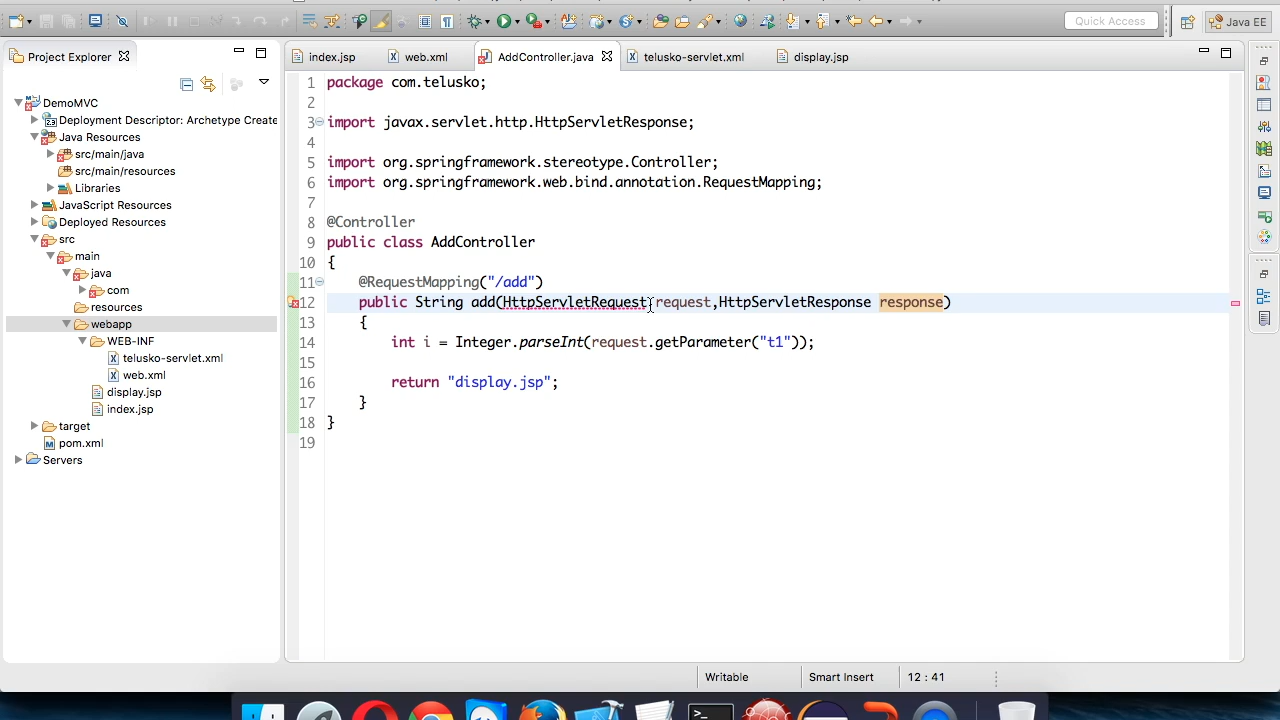 Quick Access
Java EE
Project Explorer
index.jsp
web.xml
AddController.java
telusko-servlet.xml
display.jsp
DemoMVC
Deployment Descriptor: Archetype Create
Java Resources
src/main/java
src/main/resources
Libraries
JavaScript Resources
Deployed Resources
src
main
java
com
resources
webapp
WEB-INF
telusko-servlet.xml
web.xml
display.jsp
index.jsp
target
pom.xml
Servers
1 package com.telusko;
2
3 import javax.servlet.http.HttpServletResponse;
4
5 import org.springframework.stereotype.Controller;
6 import org.springframework.web.bind.annotation.RequestMapping;
7
8 @Controller
9 public class AddController
10 {
11 @RequestMapping("/add")
12 public String add(HttpServletRequest request,HttpServletResponse response)
13 {
14 int i = Integer.parseInt(request.getParameter("t1"));
15
16 return "display.jsp";
17 }
18 }
19
Writable
Smart Insert
12 : 41